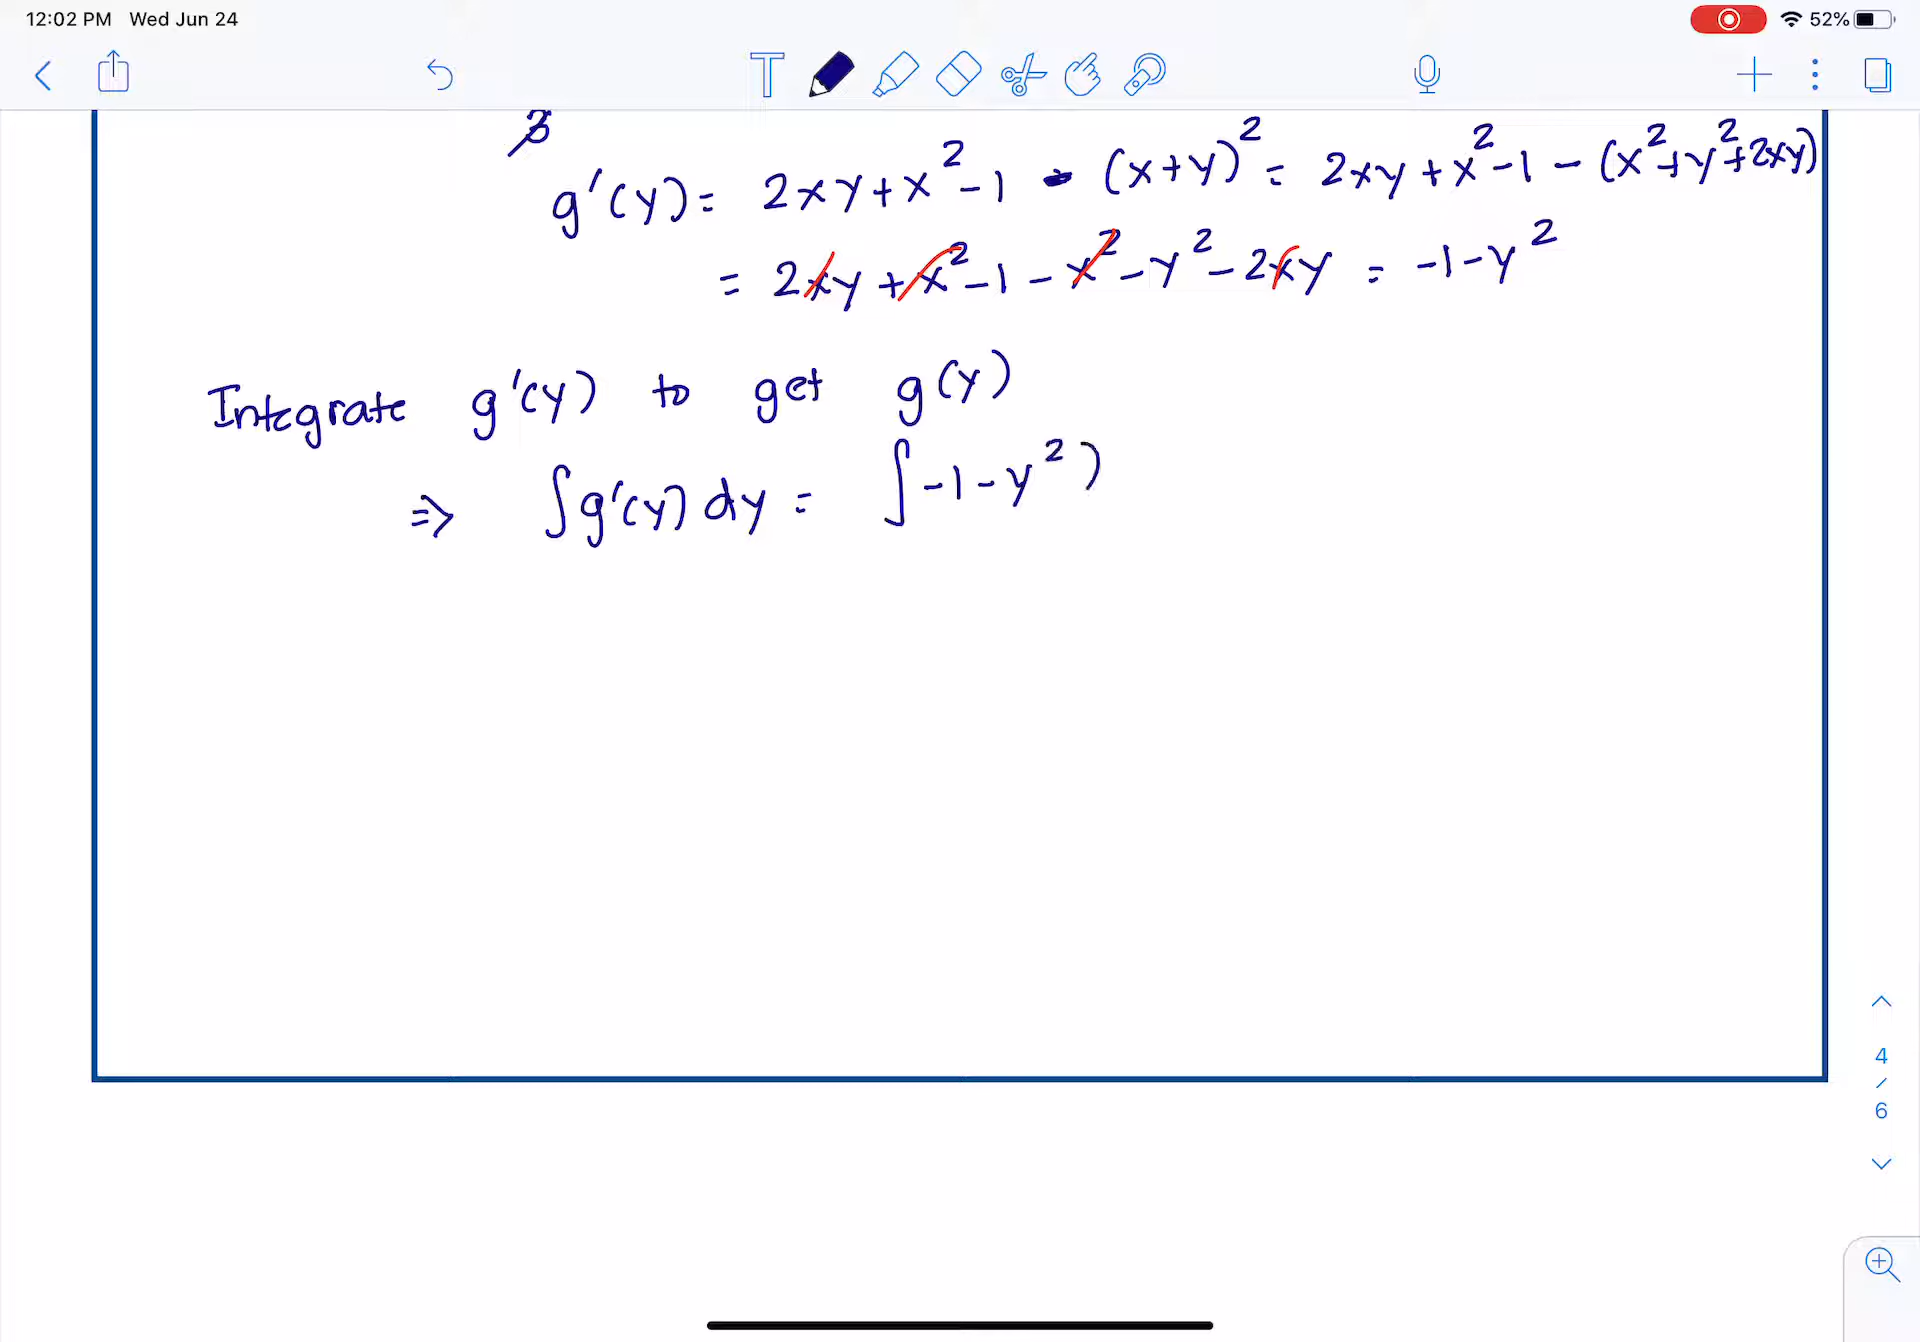 12:02 PM Wed Jun 24 52%
T
3
g'(y) = 2xy + x² - 1 - (x+y)² = 2xy + x² - 1 - (x² + y² + 2xy)
= 2xy + x² - 1 - x² - y² - 2xy = -1 - y²
Integrate g'(y) to get g(y)
⇒ ∫g'(y) dy = ∫-1-y²)
4
/
6